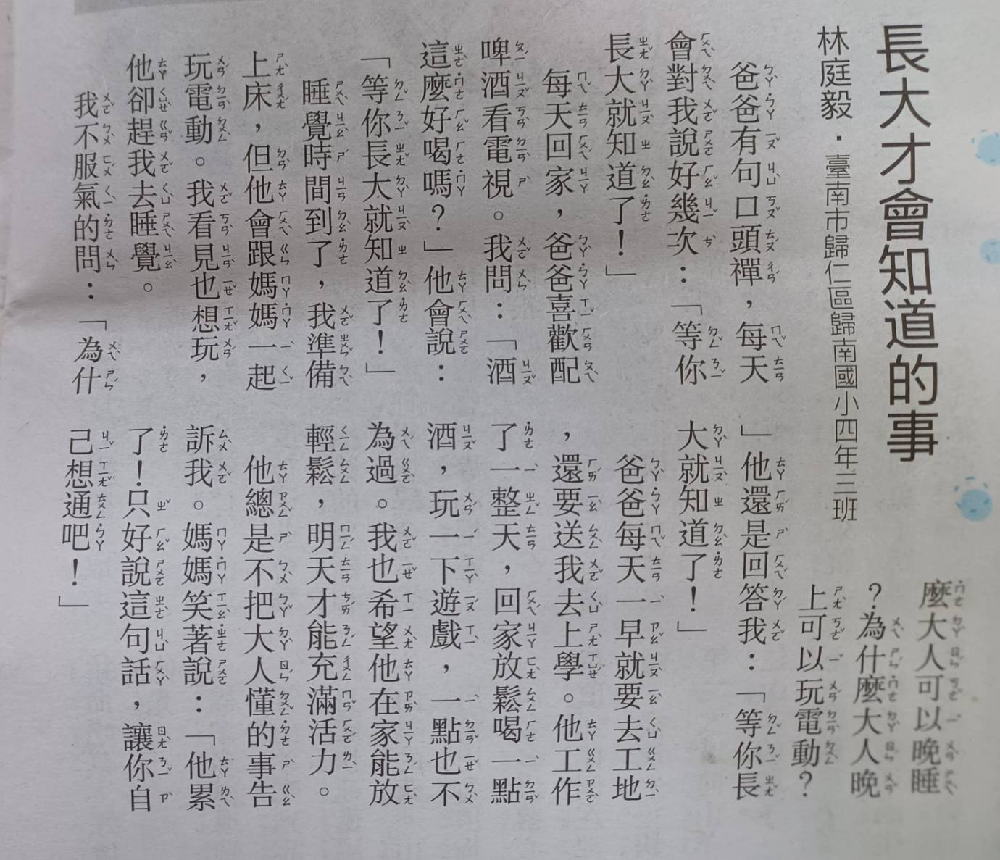 長大才會知道的事
林庭毅．臺南市歸仁區歸南國小四年三班
爸爸有句口頭禪，每天
會對我說好幾次：「等你
長大就知道了！」
每天回家，爸爸喜歡配
啤酒看電視。我問：「酒
這麼好喝嗎？」他會說：
「等你長大就知道了！」
睡覺時間到了，我準備
上床，但他會跟媽媽一起
玩電動。我看見也想玩，
他卻趕我去睡覺。
我不服氣的問：「為什
麼大人可以晚睡
？為什麼大人晚
上可以玩電動？
」他還是回答我：「等你長
大就知道了！」
爸爸每天一早就要去工地
，還要送我去上學。他工作
了一整天，回家放鬆喝一點
酒，玩一下遊戲，一點也不
為過。我也希望他在家能放
輕鬆，明天才能充滿活力。
他總是不把大人懂的事告
訴我。媽媽笑著說：「他累
了！只好說這句話，讓你自
己想通吧！」